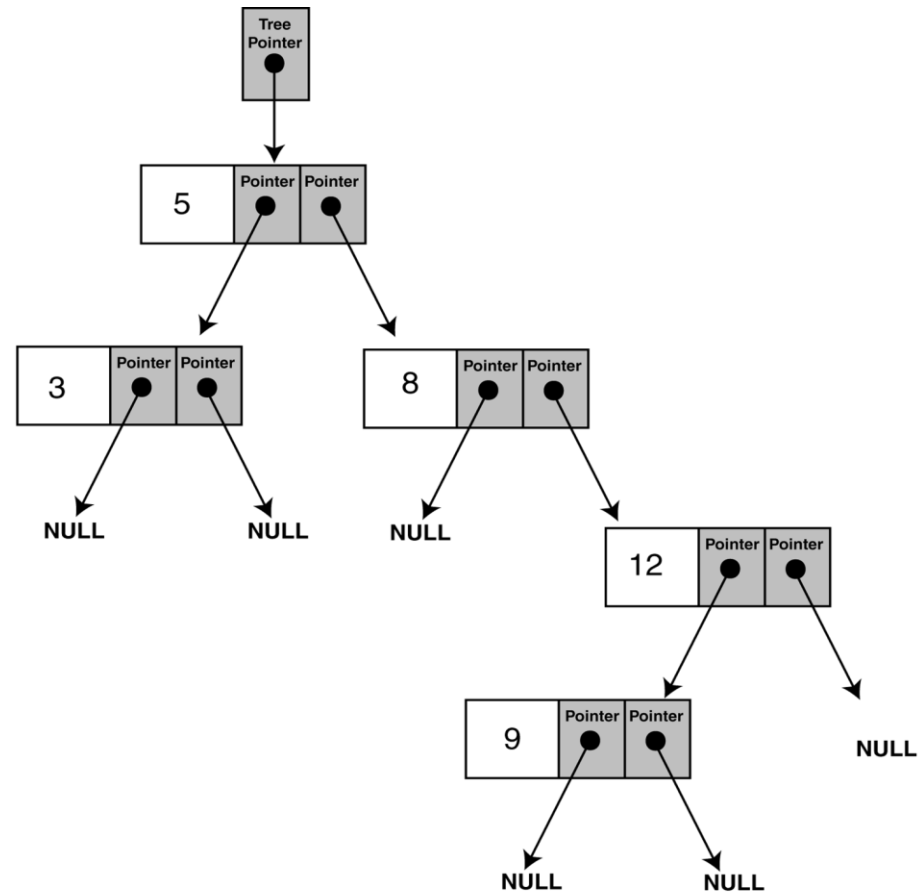 Tree
Pointer
5 Pointer Pointer
3 Pointer Pointer
8 Pointer Pointer
NULL NULL NULL
12 Pointer Pointer
9 Pointer Pointer
NULL
NULL NULL